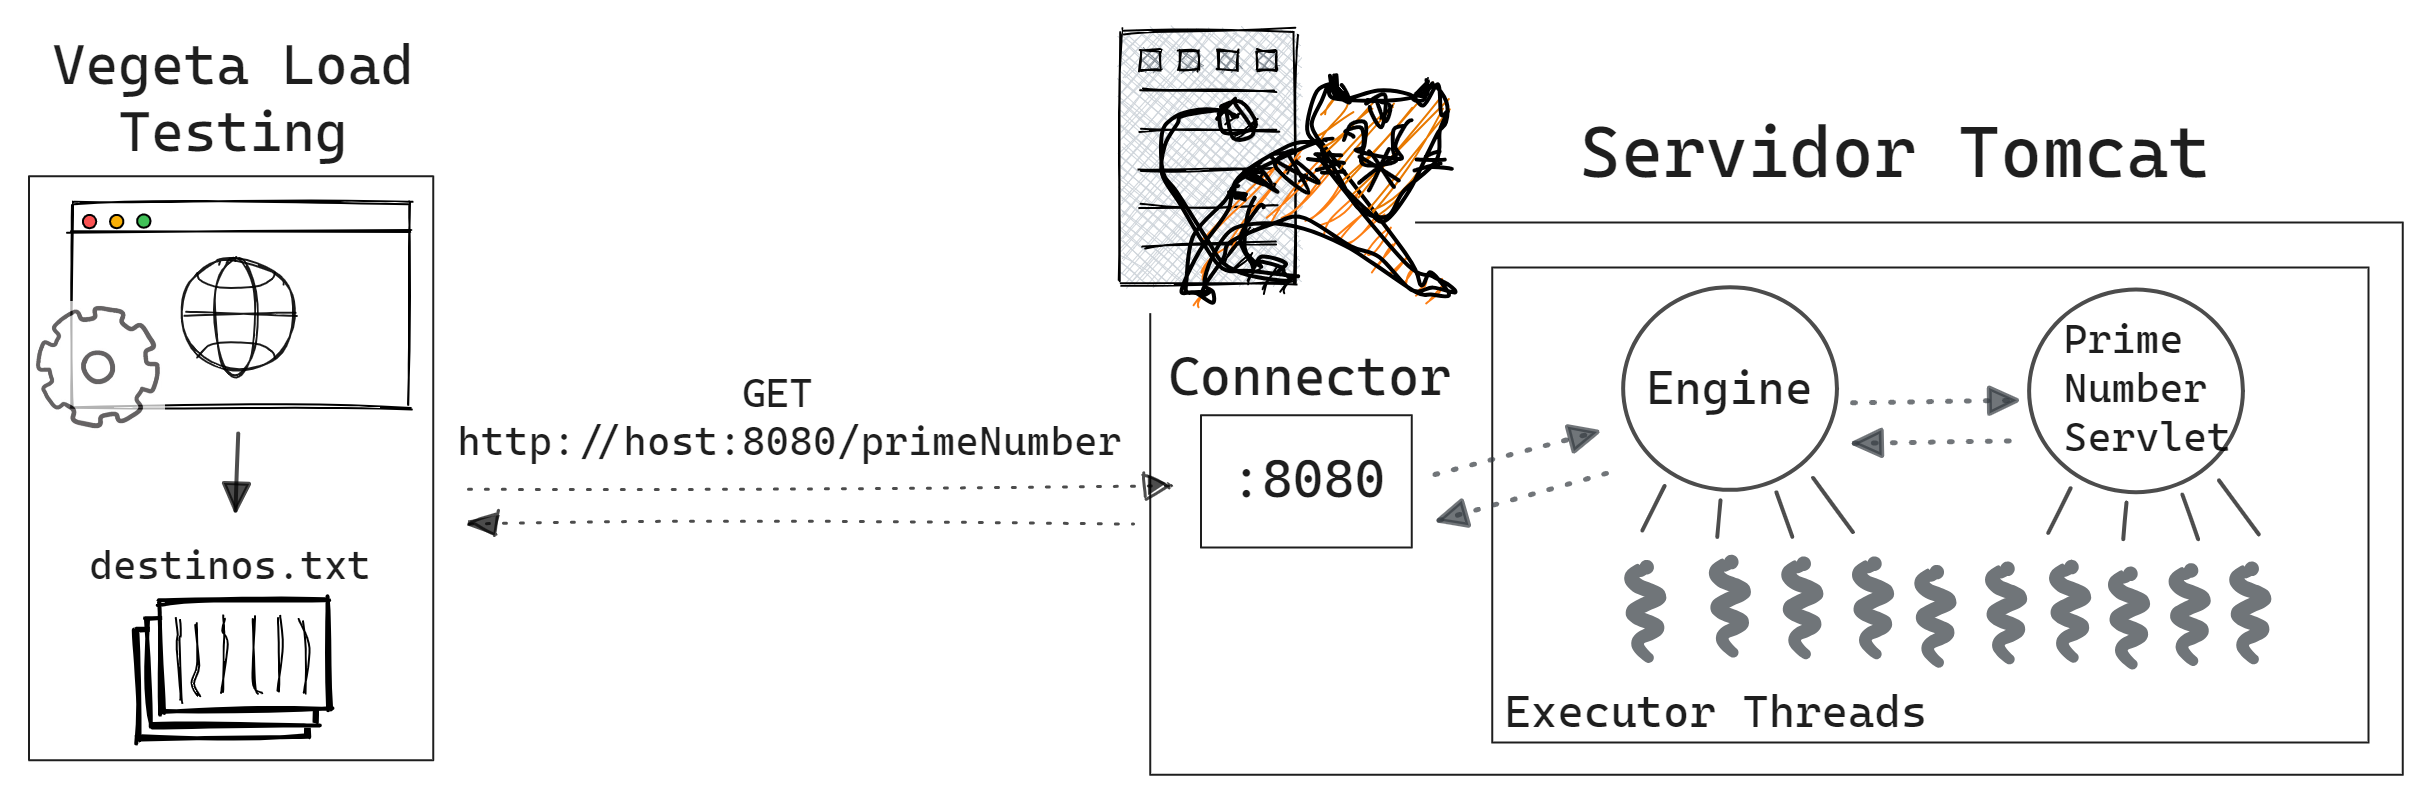 Vegeta Load
Testing
destinos.txt
GET
http://host:8080/primeNumber
Servidor Tomcat
Connector
:8080
Engine
Prime
Number
Servlet
Executor Threads